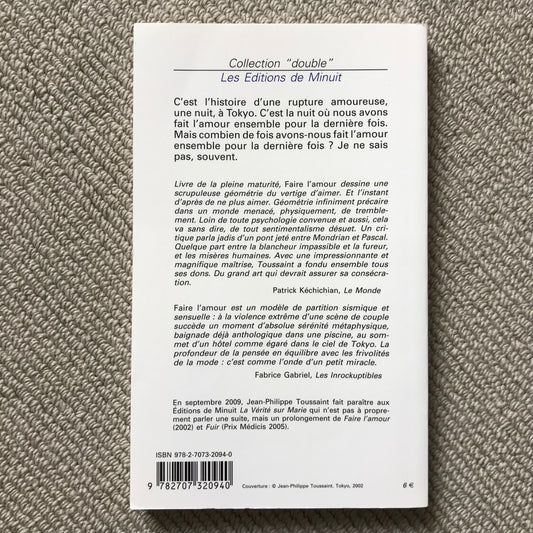 Collection "double"
Les Editions de Minuit
C'est l'histoire d'une rupture amoureuse,
une nuit, à Tokyo. C'est la nuit où nous avons
fait l'amour ensemble pour la dernière fois.
Mais combien de fois avons-nous fait l'amour
ensemble pour la dernière fois ? Je ne sais
pas, souvent.
Livre de la pleine maturité, Faire l'amour dessine une
scrupuleuse géométrie du vertige d'aimer. Et l'instant
d'après de ne plus aimer. Géométrie infiniment précaire
dans un monde menacé, physiquement, de tremble-
ment. Loin de toute psychologie convenue et aussi, cela
va sans dire, de tout sentimentalisme désuet. Un cri-
tique parla jadis d'un pont jeté entre Mondrian et Pascal.
Quelque part entre la blancheur impassible et la fureur,
et les misères humaines. Avec une impressionnante et
magnifique maîtrise, Toussaint a fondu ensemble tous
ses dons. Du grand art qui devrait assurer sa consécra-
tion.
Patrick Kéchichian, Le Monde
Faire l'amour est un modèle de partition sismique et
sensuelle : à la violence extrême d'une scène de couple
succède un moment d'absolue sérénité métaphysique,
baignade déjà anthologique dans une piscine, au som-
met d'un hôtel comme égaré dans le ciel de Tokyo. La
profondeur de la pensée en équilibre avec les frivolités
de la mode : c'est comme l'onde d'un petit miracle.
Fabrice Gabriel, Les Inrockuptibles
En septembre 2009, Jean-Philippe Toussaint fait paraître aux
Éditions de Minuit La Vérité sur Marie qui n'est pas à propre-
ment parler une suite, mais un prolongement de Faire l'amour
(2002) et Fuir (Prix Médicis 2005).
ISBN 978-2-7073-2094-0
9 782707 320940
Couverture : © Jean-Philippe Toussaint. Tokyo, 2002.
6 €